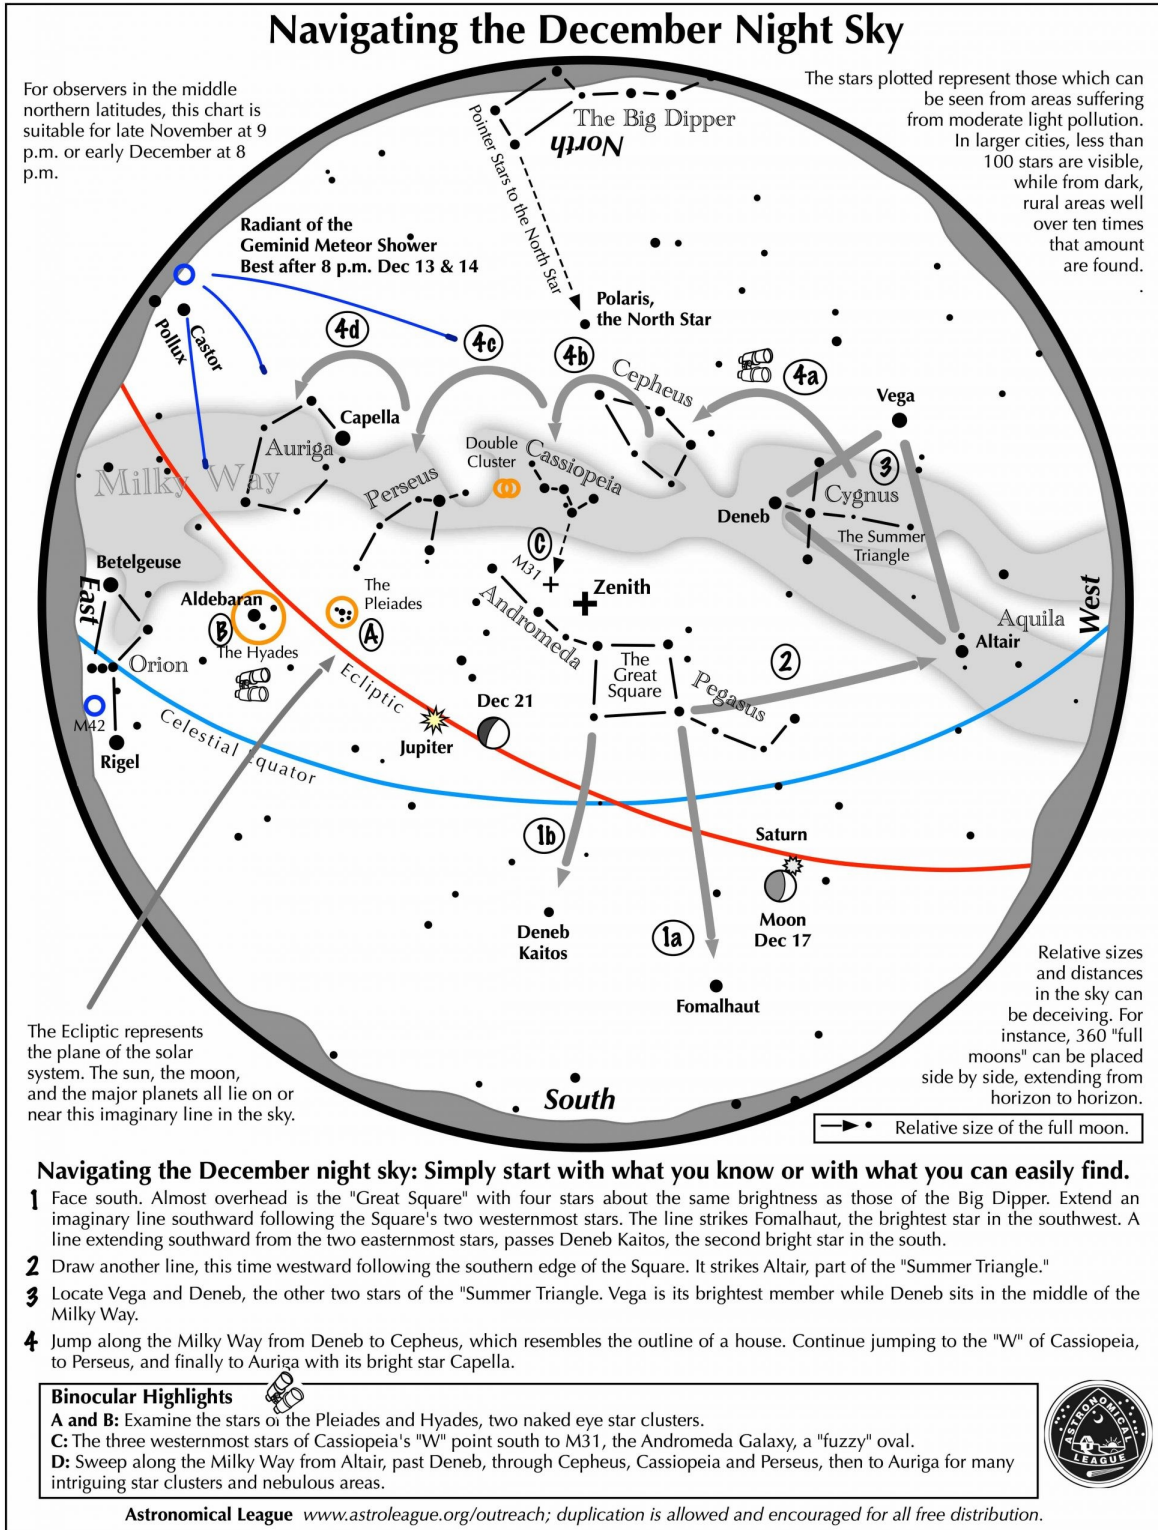 Navigating the December Night Sky
For observers in the middle
northern latitudes, this chart is
suitable for late November at 9
p.m. or early December at 8
p.m.
The stars plotted represent those which can
be seen from areas suffering
from moderate light pollution.
In larger cities, less than
100 stars are visible,
while from dark,
rural areas well
over ten times
that amount
are found.
.
The Big Dipper
North
Pointer Stars to the North Star
Radiant of the
Geminid Meteor Shower
Best after 8 p.m. Dec 13 & 14
Polaris,
the North Star
Pollux
Castor
4d
4c
4b
4a
Cepheus
Vega
Capella
Auriga
Milky Way
Perseus
Double
Cluster
Cassiopeia
3
Cygnus
Deneb
The Summer
Triangle
C
M31
Zenith
Betelgeuse
East
Aldebaran
B
The Hyades
The
Pleiades
A
Andromeda
West
Aquila
Altair
Orion
The
Great
Square
Pegasus
2
Ecliptic
M42
Rigel
Celestial Equator
Dec 21
Jupiter
1b
Saturn
Moon
Dec 17
Deneb
Kaitos
1a
Fomalhaut
The Ecliptic represents
the plane of the solar
system. The sun, the moon,
and the major planets all lie on or
near this imaginary line in the sky.
Relative sizes
and distances
in the sky can
be deceiving. For
instance, 360 "full
moons" can be placed
side by side, extending from
horizon to horizon.
South
Relative size of the full moon.
Navigating the December night sky: Simply start with what you know or with what you can easily find.
1 Face south. Almost overhead is the "Great Square" with four stars about the same brightness as those of the Big Dipper. Extend an
imaginary line southward following the Square's two westernmost stars. The line strikes Fomalhaut, the brightest star in the southwest. A
line extending southward from the two easternmost stars, passes Deneb Kaitos, the second bright star in the south.
2 Draw another line, this time westward following the southern edge of the Square. It strikes Altair, part of the "Summer Triangle."
3 Locate Vega and Deneb, the other two stars of the "Summer Triangle. Vega is its brightest member while Deneb sits in the middle of the
Milky Way.
4 Jump along the Milky Way from Deneb to Cepheus, which resembles the outline of a house. Continue jumping to the "W" of Cassiopeia,
to Perseus, and finally to Auriga with its bright star Capella.
Binocular Highlights
A and B: Examine the stars of the Pleiades and Hyades, two naked eye star clusters.
C: The three westernmost stars of Cassiopeia's "W" point south to M31, the Andromeda Galaxy, a "fuzzy" oval.
D: Sweep along the Milky Way from Altair, past Deneb, through Cepheus, Cassiopeia and Perseus, then to Auriga for many
intriguing star clusters and nebulous areas.
ASTRONOMICAL
LEAGUE
Astronomical League www.astroleague.org/outreach; duplication is allowed and encouraged for all free distribution.